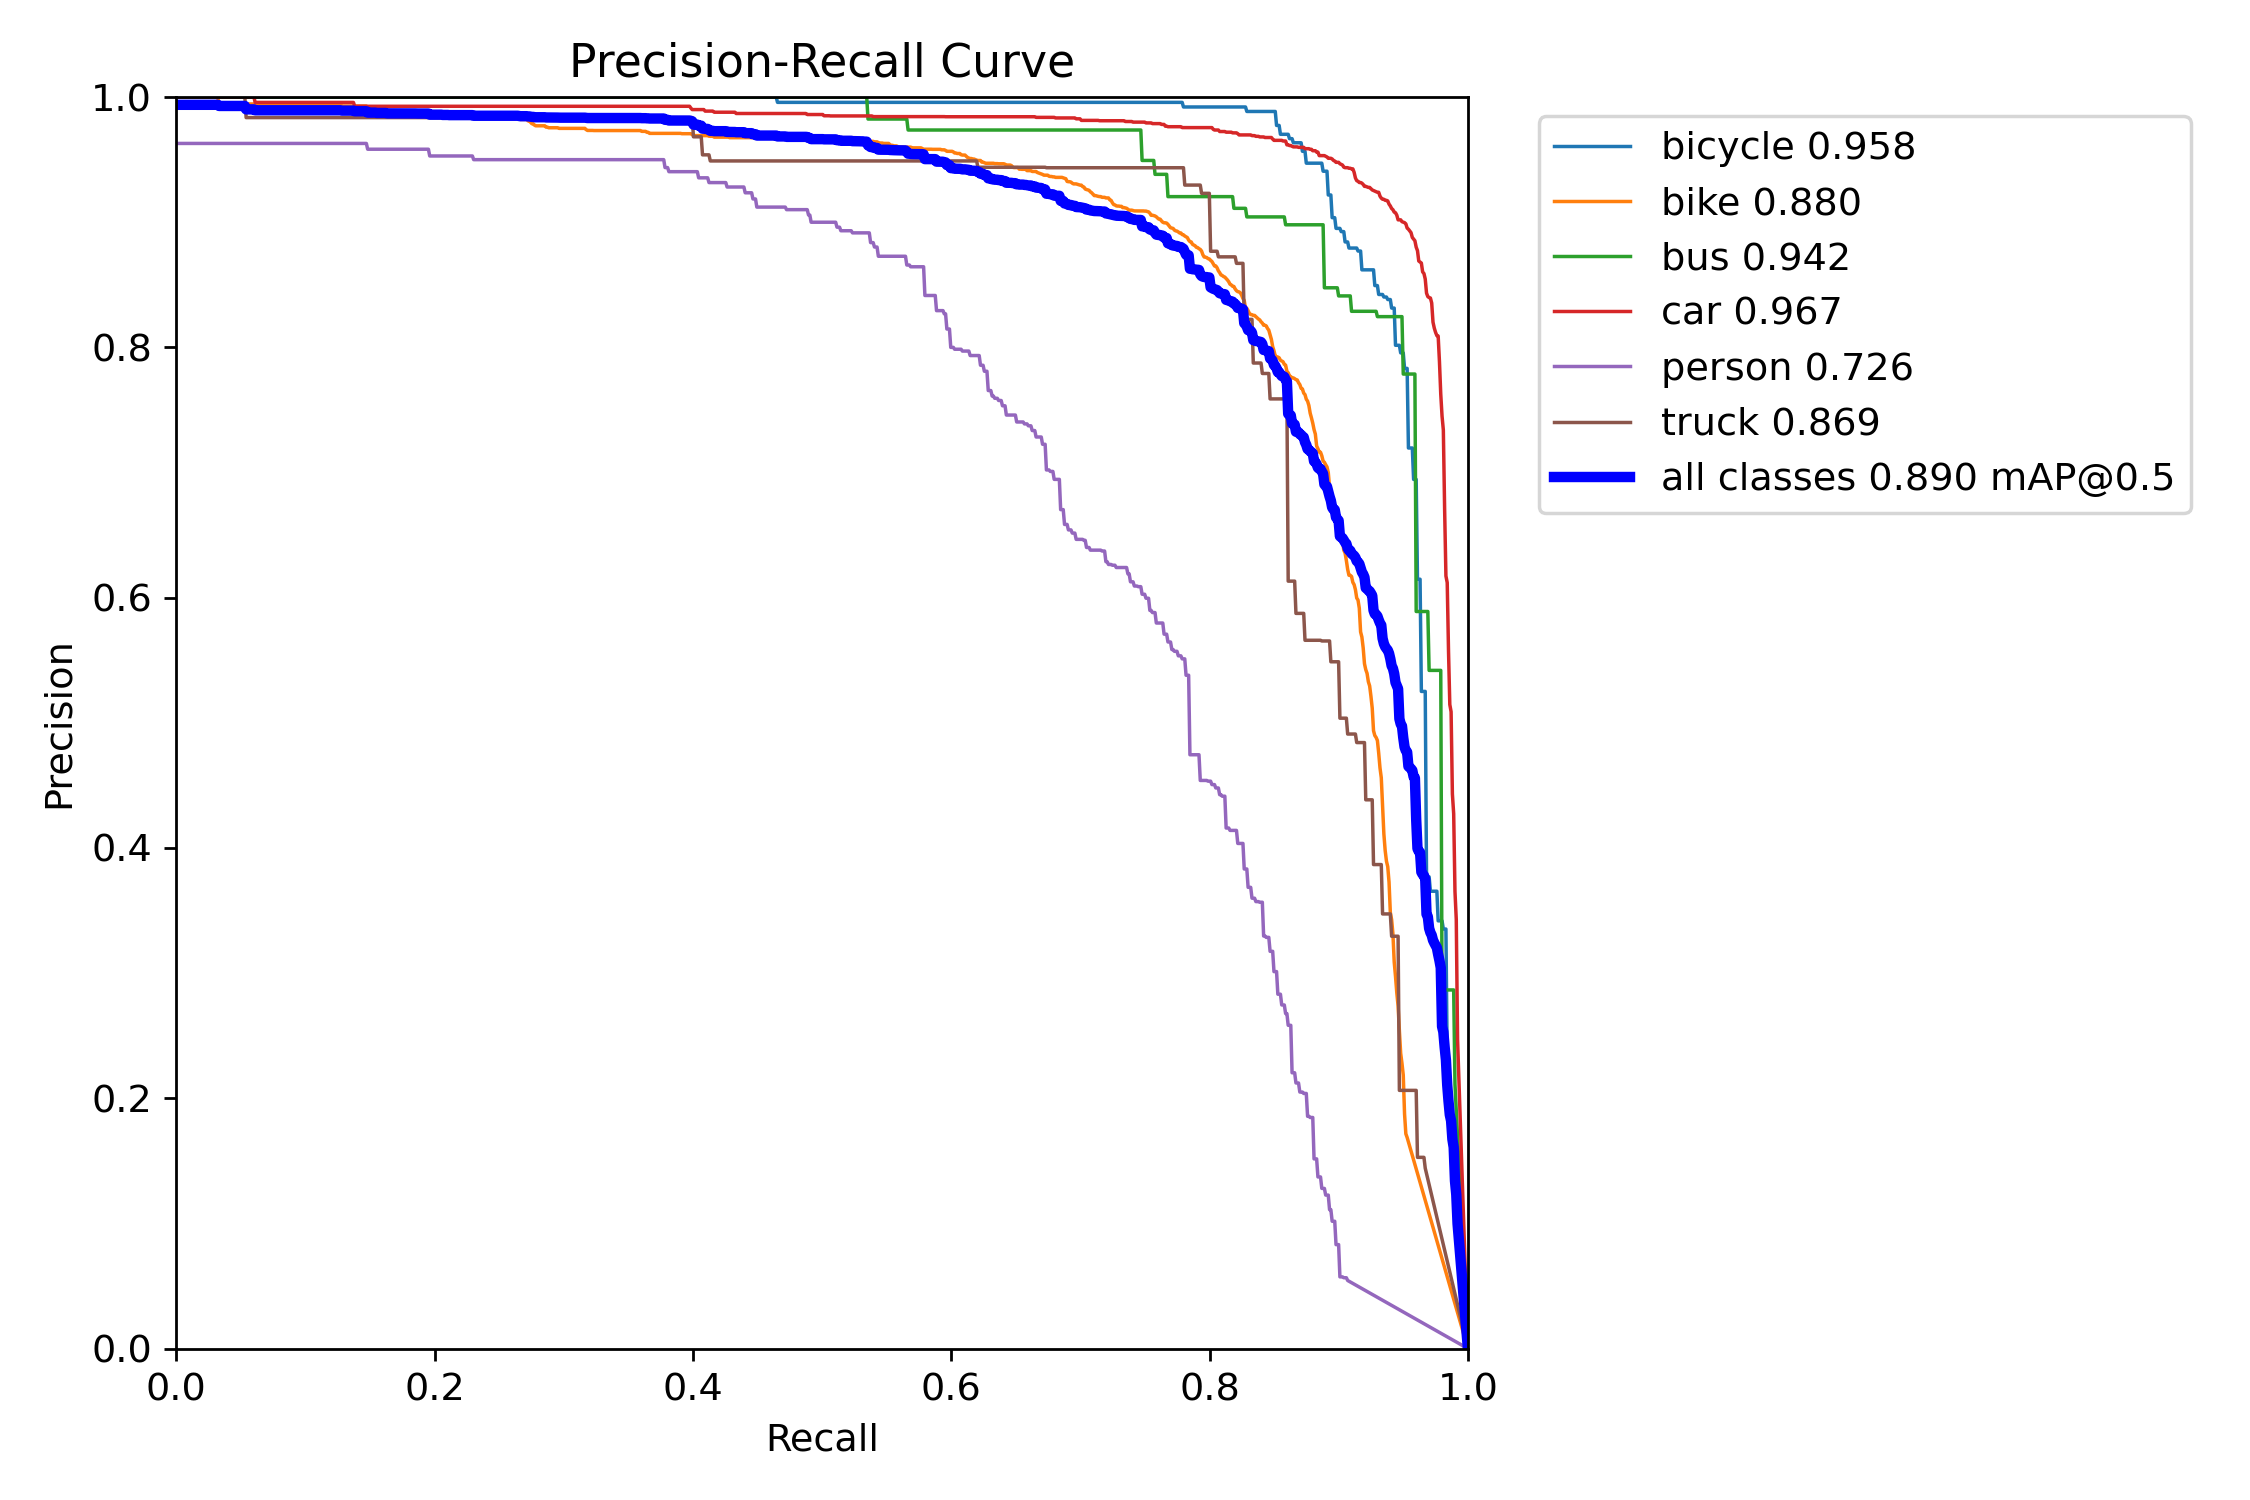 Precision-Recall Curve
1.0
0.8
0.6
0.4
0.2
0.0
Precision
0.0 0.2 0.4 0.6 0.8 1.0
Recall
bicycle 0.958
bike 0.880
bus 0.942
car 0.967
person 0.726
truck 0.869
all classes 0.890 mAP@0.5